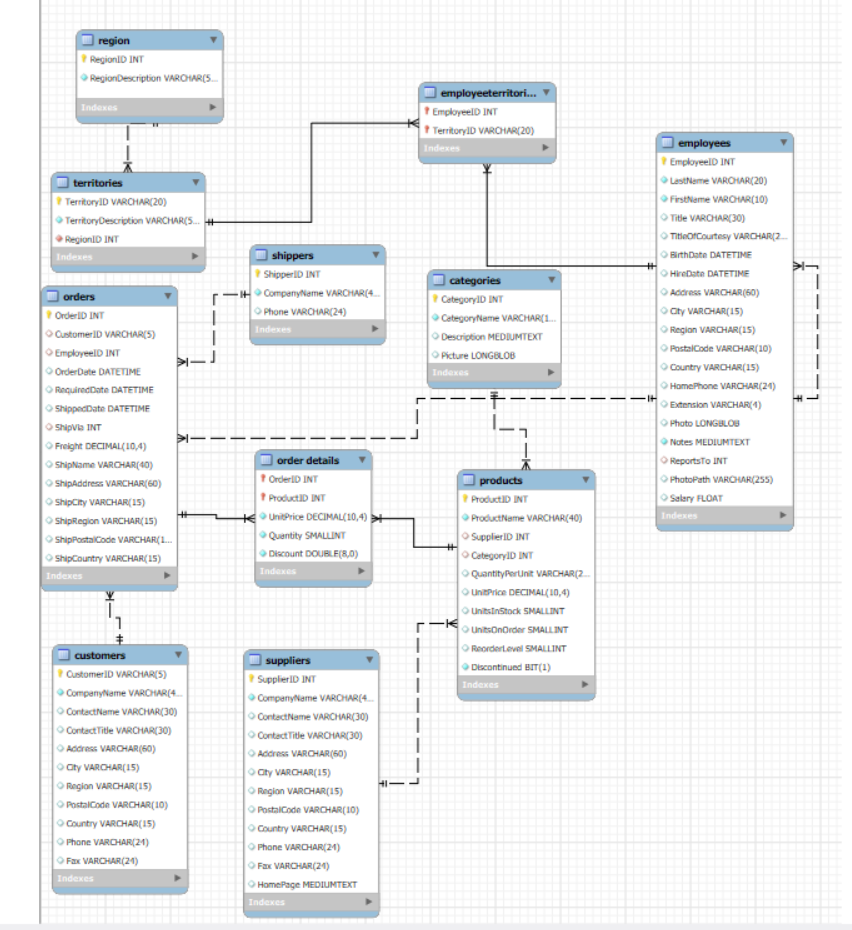 region
RegionID INT
RegionDescription VARCHAR(5...
Indexes
employeeterritori...
EmployeeID INT
TerritoryID VARCHAR(20)
Indexes
employees
EmployeeID INT
LastName VARCHAR(20)
FirstName VARCHAR(10)
Title VARCHAR(30)
TitleOfCourtesy VARCHAR(2...
BirthDate DATETIME
HireDate DATETIME
Address VARCHAR(60)
City VARCHAR(15)
Region VARCHAR(15)
PostalCode VARCHAR(10)
Country VARCHAR(15)
HomePhone VARCHAR(24)
Extension VARCHAR(4)
Photo LONGBLOB
Notes MEDIUMTEXT
ReportsTo INT
PhotoPath VARCHAR(255)
Salary FLOAT
Indexes
territories
TerritoryID VARCHAR(20)
TerritoryDescription VARCHAR(5...
RegionID INT
Indexes
shippers
ShipperID INT
CompanyName VARCHAR(4...
Phone VARCHAR(24)
Indexes
categories
CategoryID INT
CategoryName VARCHAR(1...
Description MEDIUMTEXT
Picture LONGBLOB
Indexes
orders
OrderID INT
CustomerID VARCHAR(5)
EmployeeID INT
OrderDate DATETIME
RequiredDate DATETIME
ShippedDate DATETIME
ShipVia INT
Freight DECIMAL(10,4)
ShipName VARCHAR(40)
ShipAddress VARCHAR(60)
ShipCity VARCHAR(15)
ShipRegion VARCHAR(15)
ShipPostalCode VARCHAR(1...
ShipCountry VARCHAR(15)
Indexes
order details
OrderID INT
ProductID INT
UnitPrice DECIMAL(10,4)
Quantity SMALLINT
Discount DOUBLE(8,0)
Indexes
products
ProductID INT
ProductName VARCHAR(40)
SupplierID INT
CategoryID INT
QuantityPerUnit VARCHAR(2...
UnitPrice DECIMAL(10,4)
UnitsInStock SMALLINT
UnitsOnOrder SMALLINT
ReorderLevel SMALLINT
Discontinued BIT(1)
Indexes
customers
CustomerID VARCHAR(5)
CompanyName VARCHAR(4...
ContactName VARCHAR(30)
ContactTitle VARCHAR(30)
Address VARCHAR(60)
City VARCHAR(15)
Region VARCHAR(15)
PostalCode VARCHAR(10)
Country VARCHAR(15)
Phone VARCHAR(24)
Fax VARCHAR(24)
Indexes
suppliers
SupplierID INT
CompanyName VARCHAR(4...
ContactName VARCHAR(30)
ContactTitle VARCHAR(30)
Address VARCHAR(60)
City VARCHAR(15)
Region VARCHAR(15)
PostalCode VARCHAR(10)
Country VARCHAR(15)
Phone VARCHAR(24)
Fax VARCHAR(24)
HomePage MEDIUMTEXT
Indexes